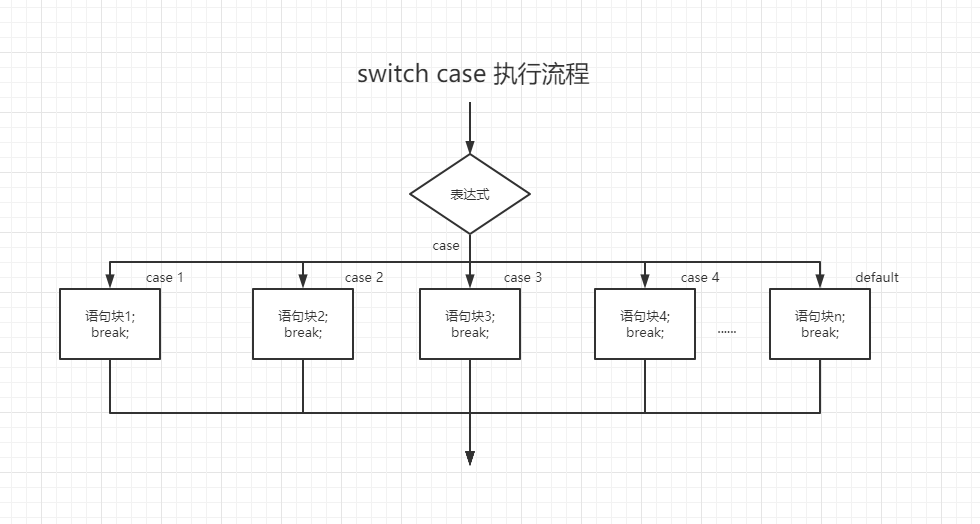 switch case 执行流程
表达式
case
case 1
case 2
case 3
case 4
default
语句块1;
break;
语句块2;
break;
语句块3;
break;
语句块4;
break;
......
语句块n;
break;